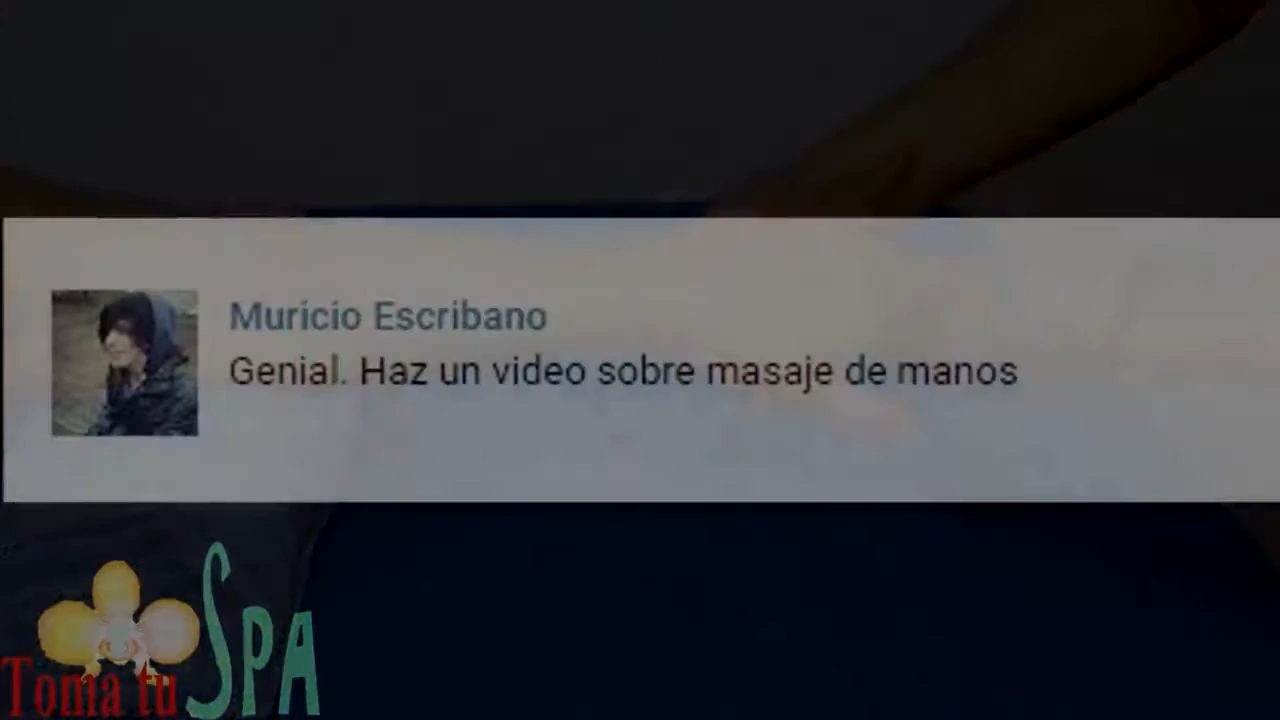 Muricio Escribano
Genial. Haz un video sobre masaje de manos
Toma tu SPA